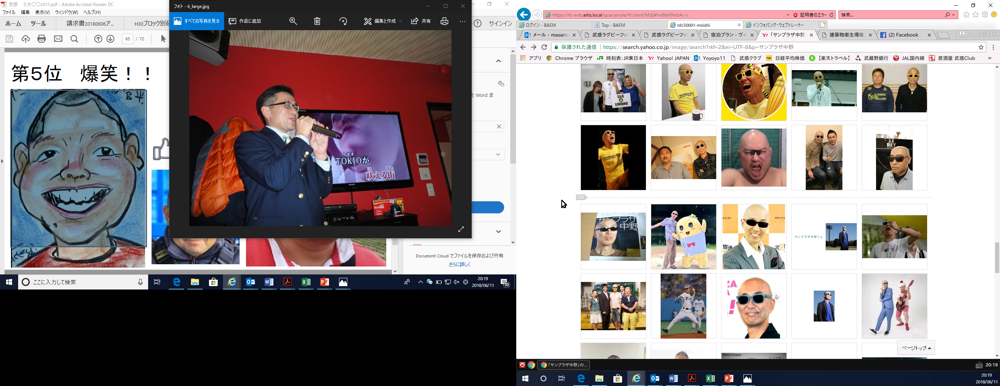 武惑　3 大〇〇2017.pdf - Adobe Acrobat Reader DC
ファイル 編集 表示(V) ウィンドウ(W) ヘルプ(H)
ホーム ツール 請求書20180606ア... H30ブロック別研
サインイン
65 / 72
第5位　爆笑！！
を Word ま
Document Cloud でファイルを保存および共有
さらに詳しく
フォト - 6_large.jpg
すべての写真を見る 作品に追加 編集と作成 共有
トキオ
TOKIOが
ほ まち
吠える街
SHARP
ここに入力して検索
20:19
2018/06/11
10
https://rb-web.artis.local/guacamole/#/client/MzEAYwBteXNxbA==
証明書のエラー
検索...
ログイン - BAEM
Top - BAEM
rdcli0001-moishi
インフォバンク・ウェブトレーナー
メール - masano
武惑ラグビーフッ
武惑ラグビーフッ
宿泊プラン - ヴィ
「サンプラザ中野
建築物衛生環境
(2) Facebook
保護された通信 https://search.yahoo.co.jp/image/search?rkf=2&ei=UTF-8&p=サンプラザ中野
アプリ Chrome ブラウザ 時刻表:JR東日本 Yahoo! JAPAN Yoyoyo11 武惑クラブ 日経平均株価 【楽天トラベル】 武蔵野銀行 JAL国内線 居酒屋 武惑Club »
YOU!
SEA
LINNNG
LA MANQUE
DES
TRICOLORES
KIRIN
J.F.
REY
120
サンプラザ
中野
放送
文
サンプラザ中野くん
ページトップ
「サンプラザ中野」の...
20:19
20:19
2018/06/11